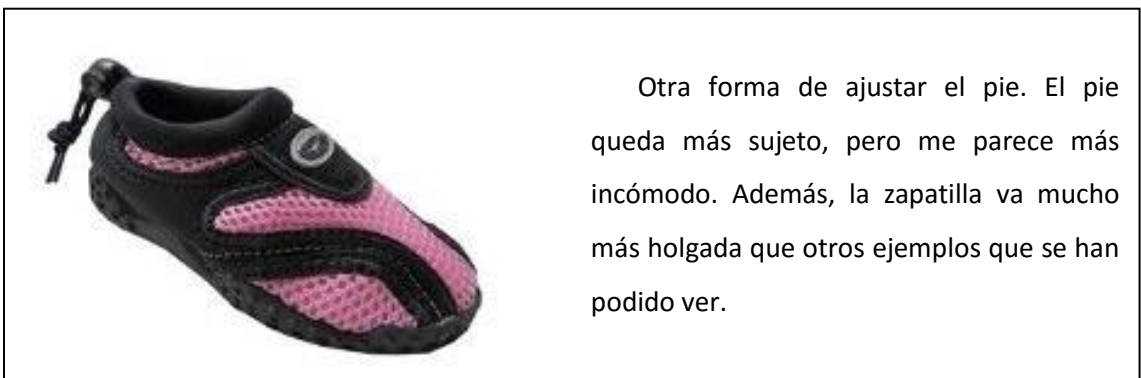 Otra forma de ajustar el pie. El pie
queda más sujeto, pero me parece más
incómodo. Además, la zapatilla va mucho
más holgada que otros ejemplos que se han
podido ver.